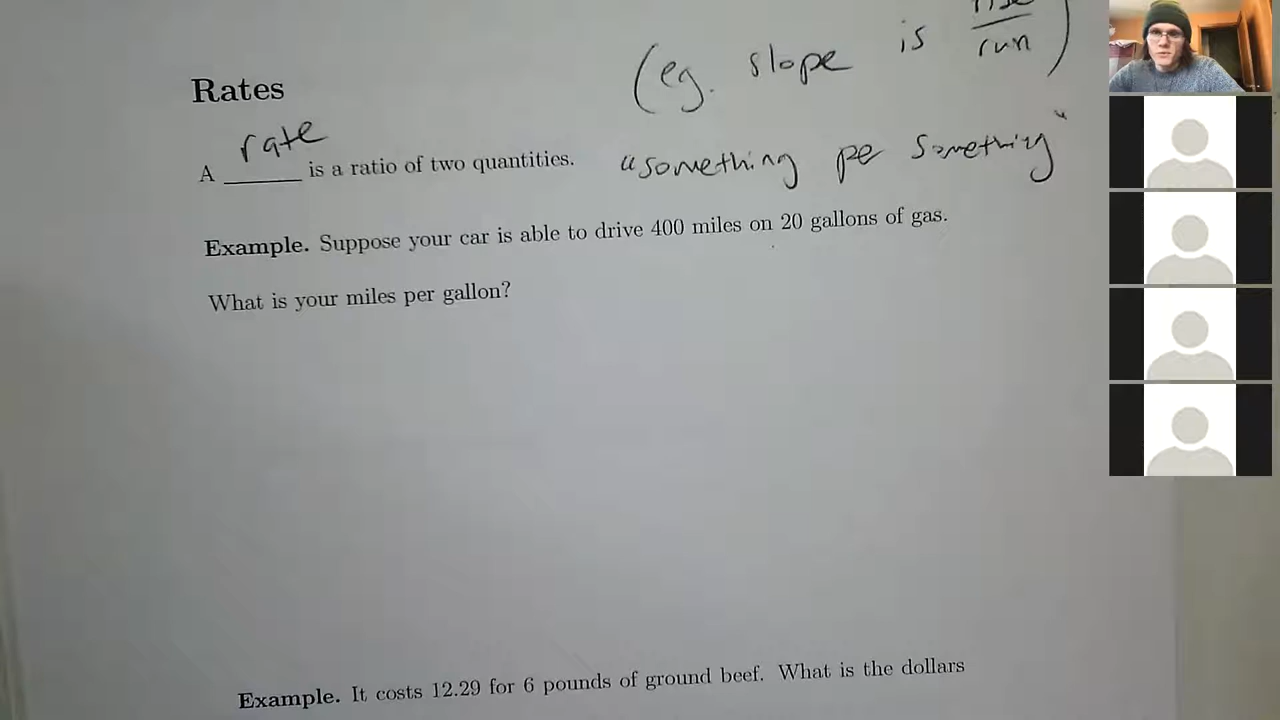 rise
(eg. slope is run)
Rates
rate
A ______ is a ratio of two quantities. "something per something"
Example. Suppose your car is able to drive 400 miles on 20 gallons of gas.
What is your miles per gallon?
Example. It costs 12.29 for 6 pounds of ground beef. What is the dollars